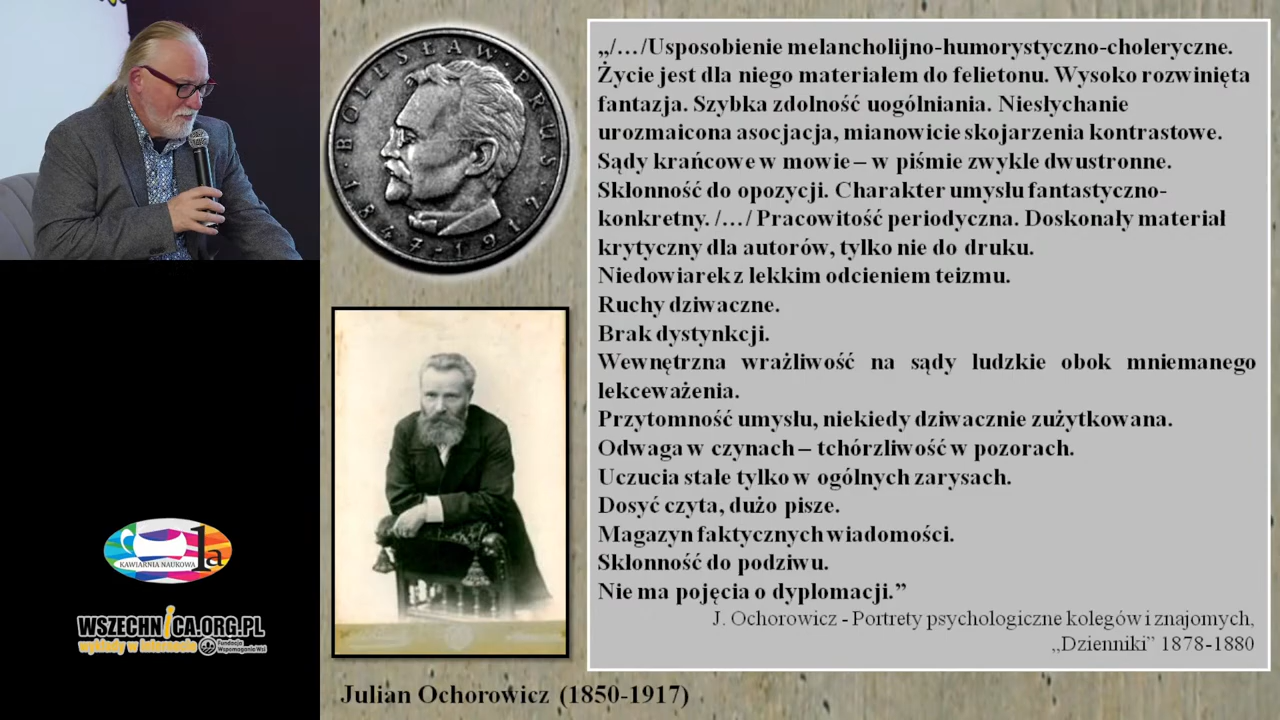 BOLESŁAW PRUS
1847-1912
„/…/Usposobienie melancholijno-humorystyczno-choleryczne.
Życie jest dla niego materiałem do felietonu. Wysoko rozwinięta
fantazja. Szybka zdolność uogólniania. Niesłychanie
urozmaicona asocjacja, mianowicie skojarzenia kontrastowe.
Sądy krańcowe w mowie – w piśmie zwykle dwustronne.
Skłonność do opozycji. Charakter umysłu fantastyczno-
konkretny. /…/ Pracowitość periodyczna. Doskonały materiał
krytyczny dla autorów, tylko nie do druku.
Niedowiarek z lekkim odcieniem teizmu.
Ruchy dziwaczne.
Brak dystynkcji.
Wewnętrzna wrażliwość na sądy ludzkie obok mniemanego
lekceważenia.
Przytomność umysłu, niekiedy dziwacznie zużytkowana.
Odwaga w czynach – tchórzliwość w pozorach.
Uczucia stałe tylko w ogólnych zarysach.
Dosyć czyta, dużo pisze.
Magazyn faktycznych wiadomości.
Skłonność do podziwu.
Nie ma pojęcia o dyplomacji.”
J. Ochorowicz - Portrety psychologiczne kolegów i znajomych,
„Dzienniki” 1878-1880
Julian Ochorowicz (1850-1917)
KAWIARNIA NAUKOWA 1a
WSZECHNICA.ORG.PL
wykłady w internecie
Fundacja
Wspomagania Wsi